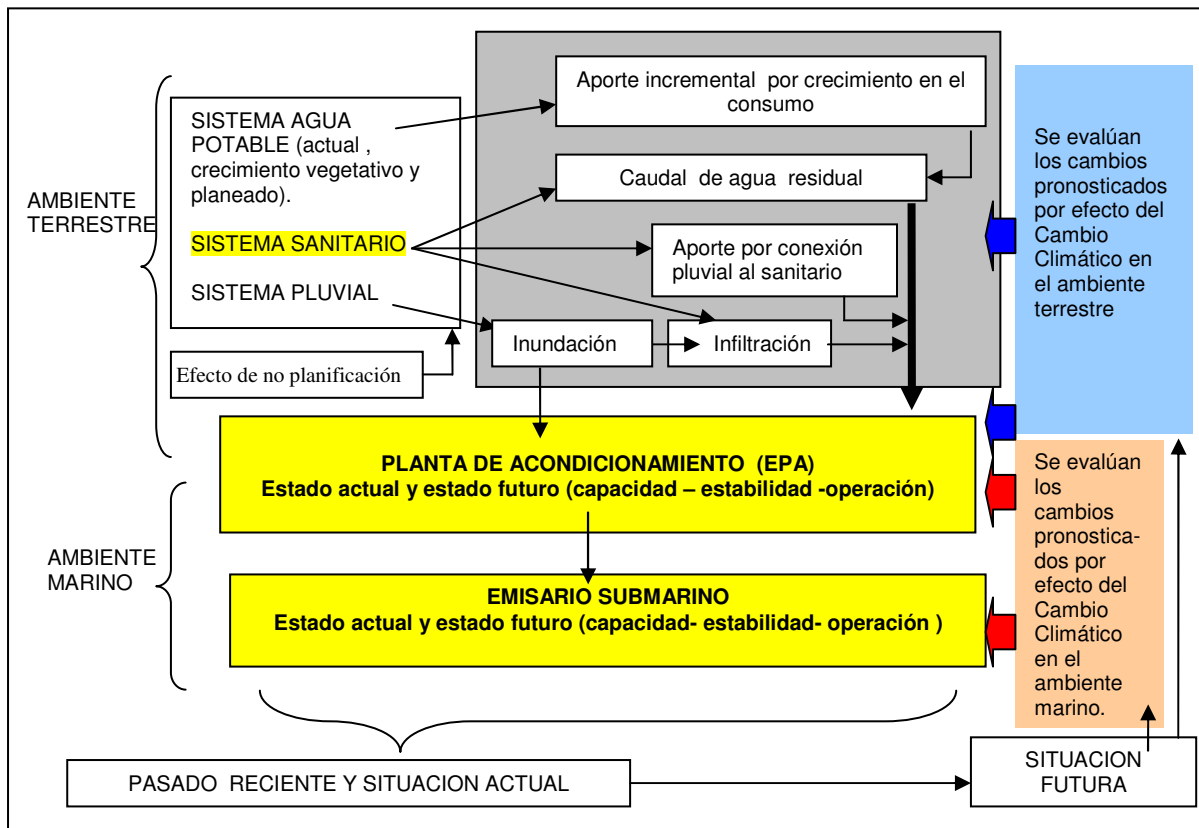 AMBIENTE
TERRESTRE
SISTEMA AGUA
POTABLE (actual ,
crecimiento vegetativo y
planeado).
SISTEMA SANITARIO
SISTEMA PLUVIAL
Efecto de no planificación
Aporte incremental por crecimiento en el
consumo
Caudal de agua residual
Aporte por conexión
pluvial al sanitario
Inundación
Infiltración
Se evalúan
los cambios
pronosticados
por efecto del
Cambio
Climático en
el ambiente
terrestre
PLANTA DE ACONDICIONAMIENTO (EPA)
Estado actual y estado futuro (capacidad – estabilidad -operación)
AMBIENTE
MARINO
EMISARIO SUBMARINO
Estado actual y estado futuro (capacidad- estabilidad- operación )
Se evalúan
los
cambios
pronostica-
dos por
efecto del
Cambio
Climático
en el
ambiente
marino.
PASADO RECIENTE Y SITUACION ACTUAL
SITUACION
FUTURA